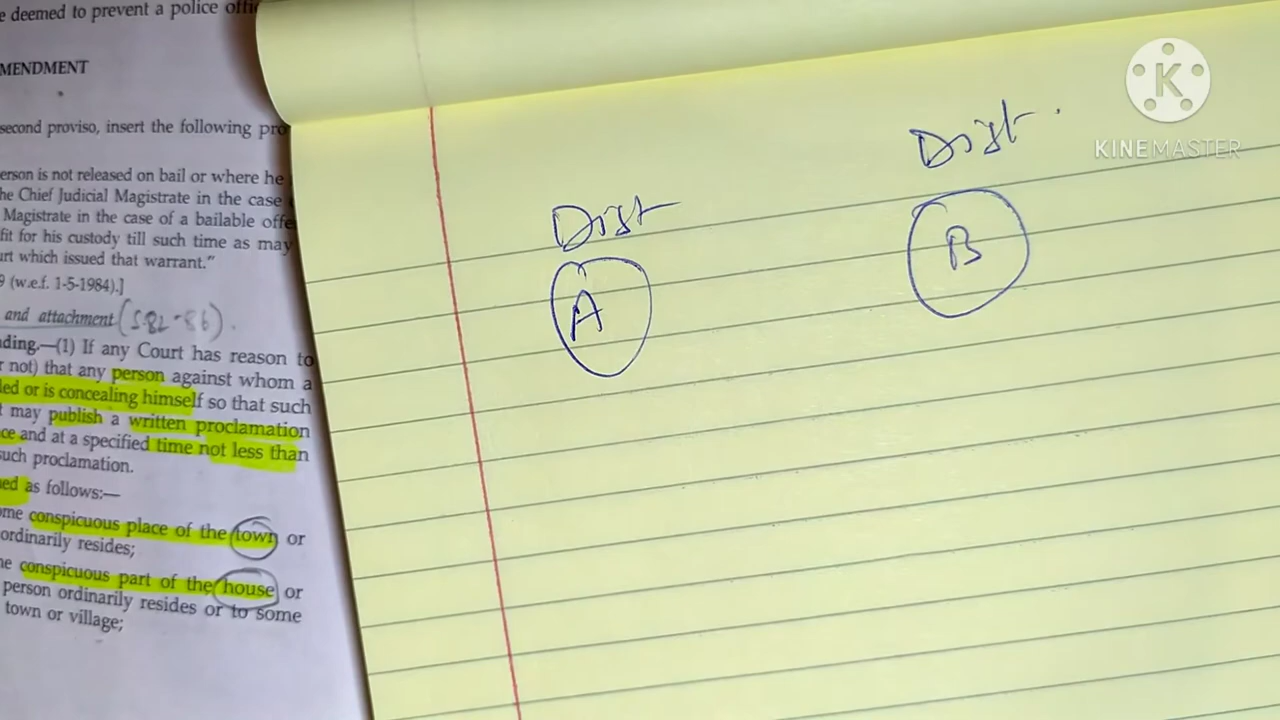 e deemed to prevent a police offi
MENDMENT
second proviso, insert the following pro
erson is not released on bail or where he
he Chief Judicial Magistrate in the case
Magistrate in the case of a bailable offe
fit for his custody till such time as may
urt which issued that warrant."
9 (w.e.f. 1-5-1984).]
and attachment (S82-86).
ding.—(1) If any Court has reason to
r not) that any person against whom a
ed or is concealing himself so that such
t may publish a written proclamation
ce and at a specified time not less than
such proclamation.
ed as follows:—
me conspicuous place of the town or
ordinarily resides;
e conspicuous part of the house or
person ordinarily resides or to some
town or village;
Dist
A
Dist.
B
K
KINEMASTER